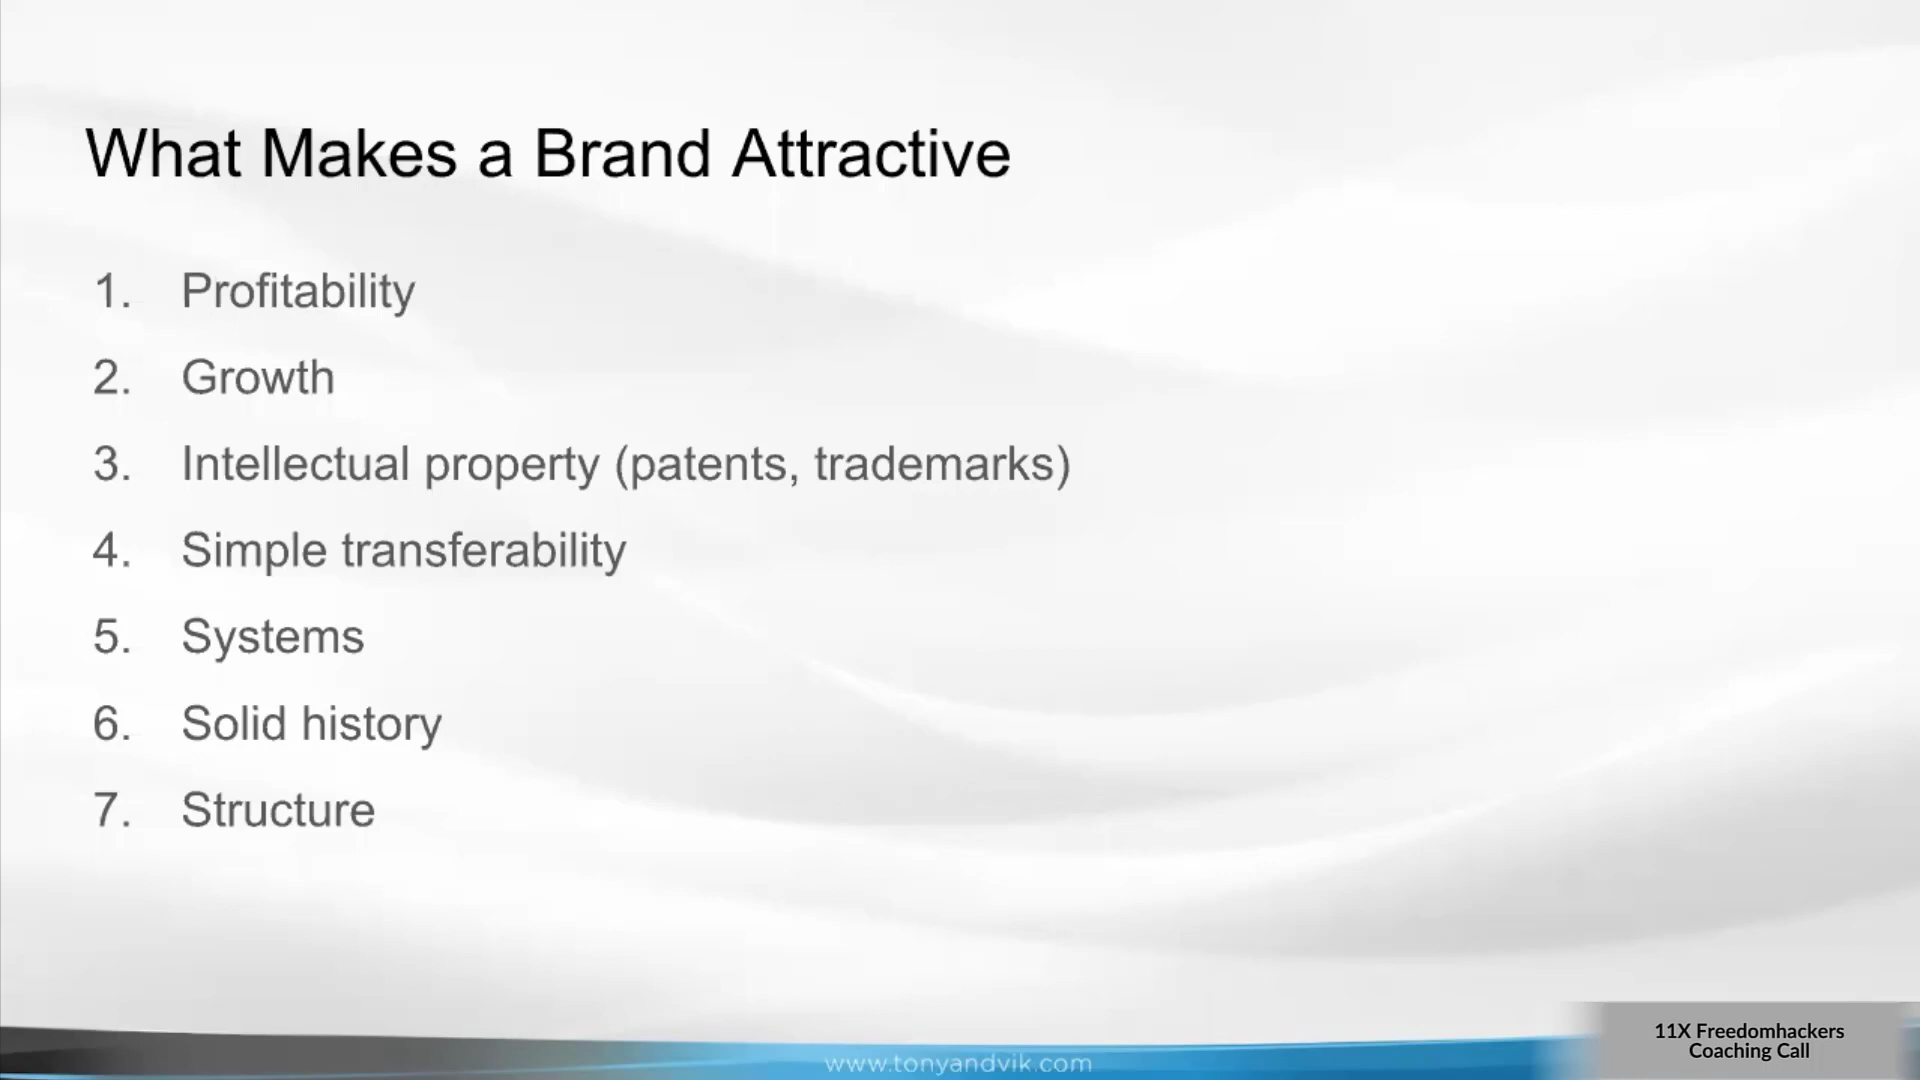 What Makes a Brand Attractive
1. Profitability
2. Growth
3. Intellectual property (patents, trademarks)
4. Simple transferability
5. Systems
6. Solid history
7. Structure
www.tonyandvik.com
11X Freedomhackers
Coaching Call